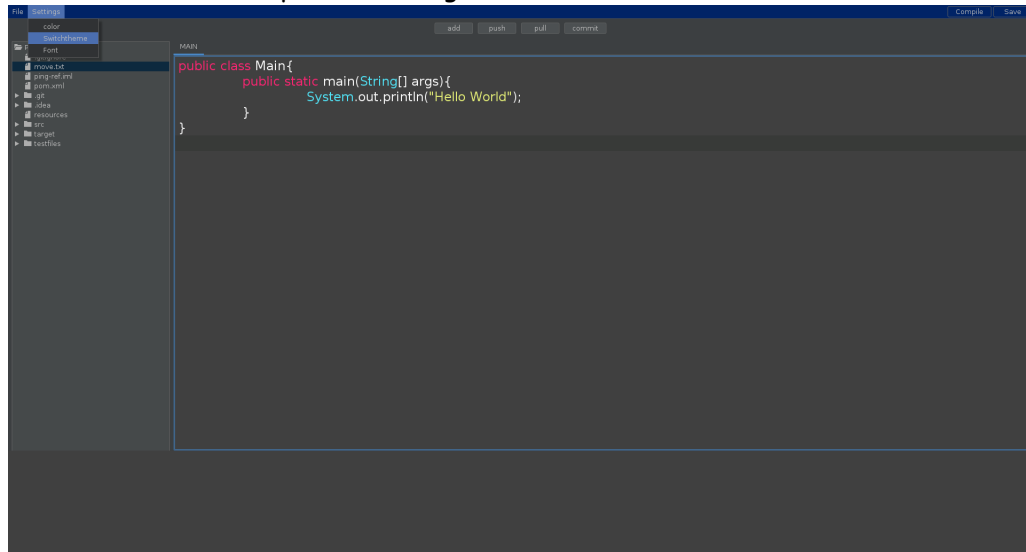 File Settings Compile Save
color
Switchtheme
Font
add push pull commit
MAIN
move.txt
ping-ref.iml
pom.xml
.git
.idea
resources
src
target
testfiles
public class Main{
public static main(String[] args){
System.out.println("Hello World");
}
}